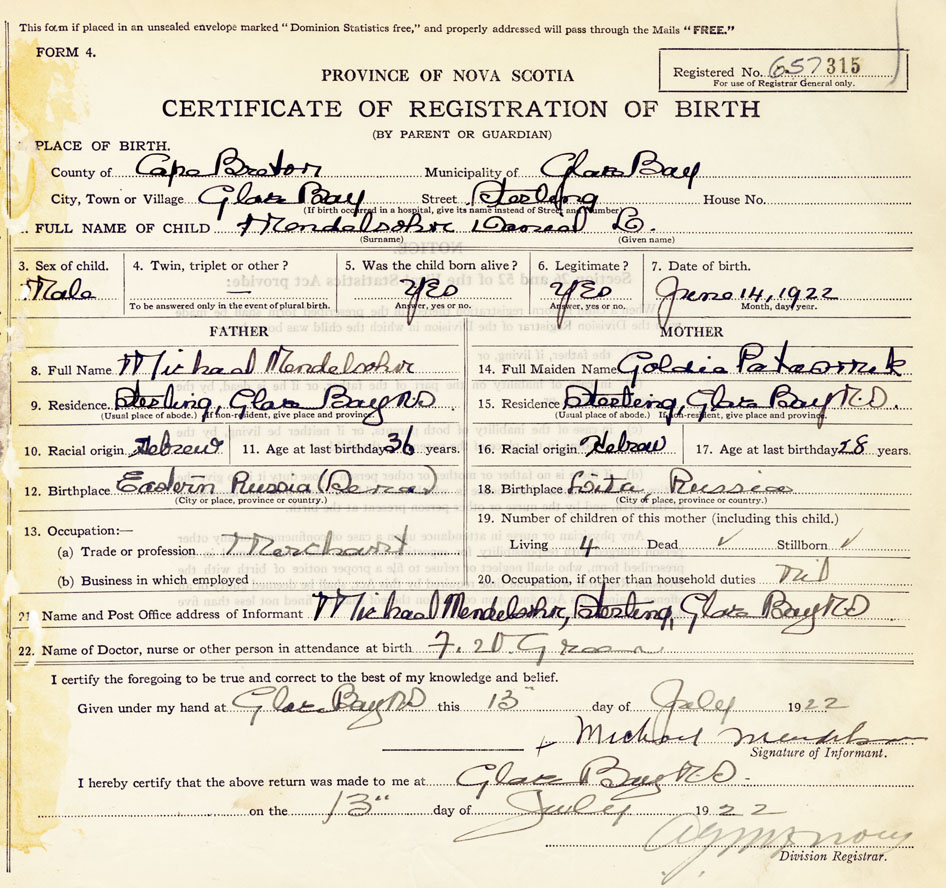 This form if placed in an unsealed envelope marked "Dominion Statistics free," and properly addressed will pass through the Mails "FREE."
FORM 4.
Registered No. 657 315
For use of Registrar General only.
PROVINCE OF NOVA SCOTIA
CERTIFICATE OF REGISTRATION OF BIRTH
(BY PARENT OR GUARDIAN)
PLACE OF BIRTH.
County of Cape Breton Municipality of Glace Bay
City, Town or Village Glace Bay Street Sterling House No.
(If birth occurred in a hospital, give its name instead of Street and Number)
FULL NAME OF CHILD Mendelsohn Daniel L.
(Surname) (Given name)
3. Sex of child. 4. Twin, triplet or other? 5. Was the child born alive? 6. Legitimate? 7. Date of birth.
Male — Yes Yes June 14, 1922
To be answered only in the event of plural birth. Answer, yes or no. Answer, yes or no. Month, day, year.
FATHER MOTHER
8. Full Name Michael Mendelsohn 14. Full Maiden Name Goldie
9. Residence Sterling, Glace Bay N.S 15. Residence Sterling, Glace Bay N.S.
(Usual place of abode) If non-resident, give place and province. (Usual place of abode.) If non-resident, give place and province.
10. Racial origin Hebrew 11. Age at last birthday 36 years. 16. Racial origin Hebrew 17. Age at last birthday 28 years.
12. Birthplace Eastern Russia 18. Birthplace Russia
(City or place, province or country.) (City or place, province or country.)
13. Occupation:— 19. Number of children of this mother (including this child.)
(a) Trade or profession Merchant Living 4 Dead ✓ Stillborn ✓
(b) Business in which employed 20. Occupation, if other than household duties Nil
21. Name and Post Office address of Informant Michael Mendelsohn, Sterling, Glace Bay N.S
22. Name of Doctor, nurse or other person in attendance at birth F. W. Green
I certify the foregoing to be true and correct to the best of my knowledge and belief.
Given under my hand at Glace Bay N.S this 13 day of July 1922
+ Michael Mendelson
Signature of Informant.
I hereby certify that the above return was made to me at Glace Bay N.S.
on the 13" day of July 1922
Division Registrar.